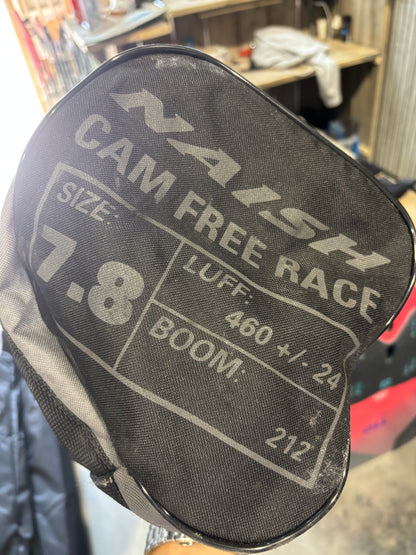 NAISH
CAM FREE RACE
SIZE:
7.8
LUFF:
460 +/- 24
BOOM:
212